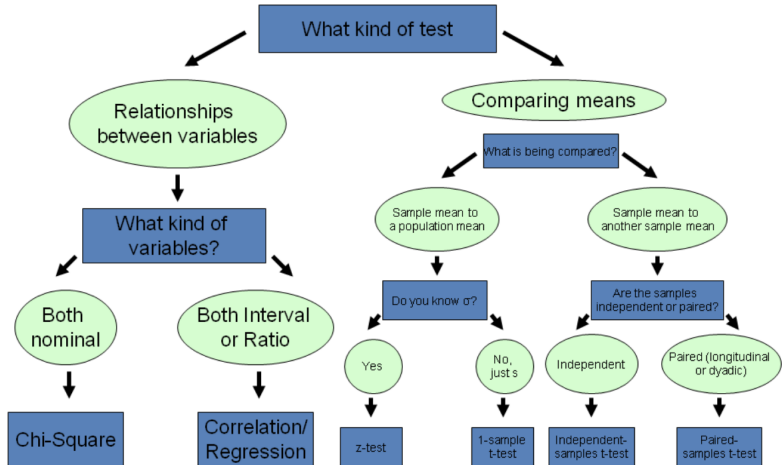 What kind of test
Relationships
between variables
Comparing means
What is being compared?
What kind of
variables?
Sample mean to
a population mean
Sample mean to
another sample mean
Do you know σ?
Are the samples
independent or paired?
Both
nominal
Both Interval
or Ratio
Yes
No,
just s
Independent
Paired (longitudinal
or dyadic)
Chi-Square
Correlation/
Regression
z-test
1-sample
t-test
Independent-
samples t-test
Paired-
samples t-test